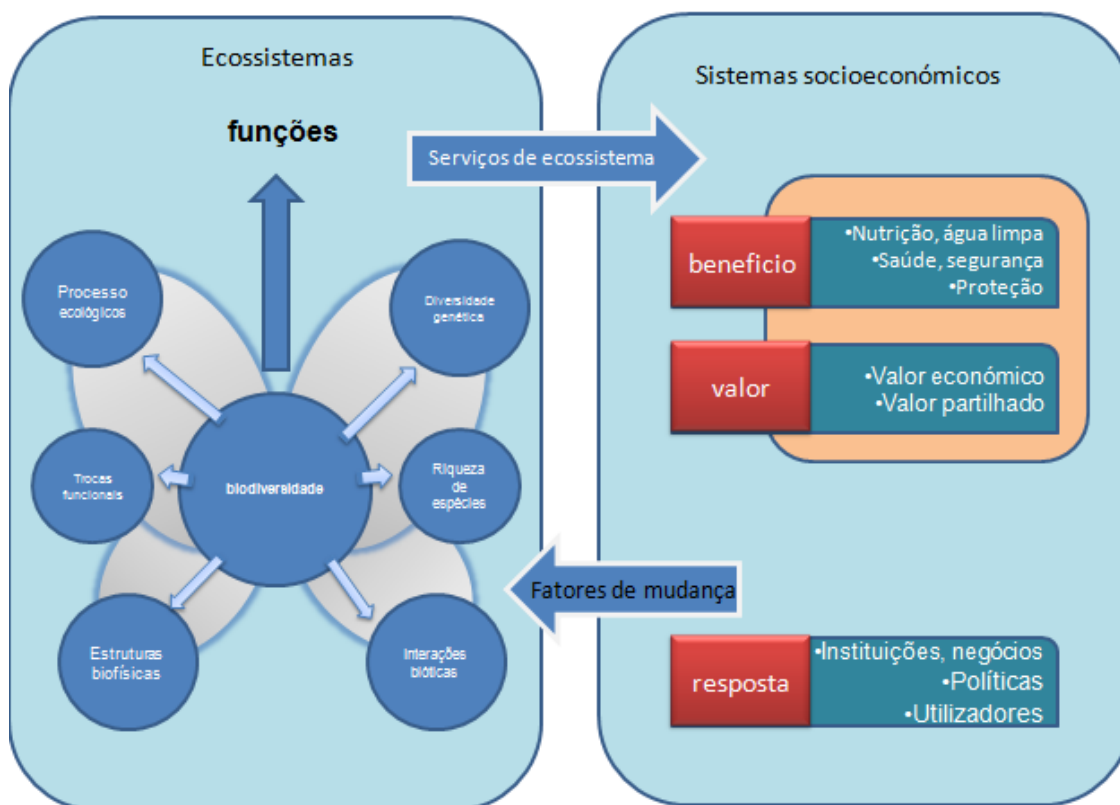 Ecossistemas
funções
Processo
ecológicos
Diversidade
genética
Trocas
funcionais
biodiversidade
Riqueza
de
espécies
Estruturas
biofísicas
Interações
bióticas
Serviços de ecossistema
Fatores de mudança
Sistemas socioeconómicos
beneficio
•Nutrição, água limpa
•Saúde, segurança
•Proteção
valor
•Valor económico
•Valor partilhado
resposta
•Instituições, negócios
•Políticas
•Utilizadores